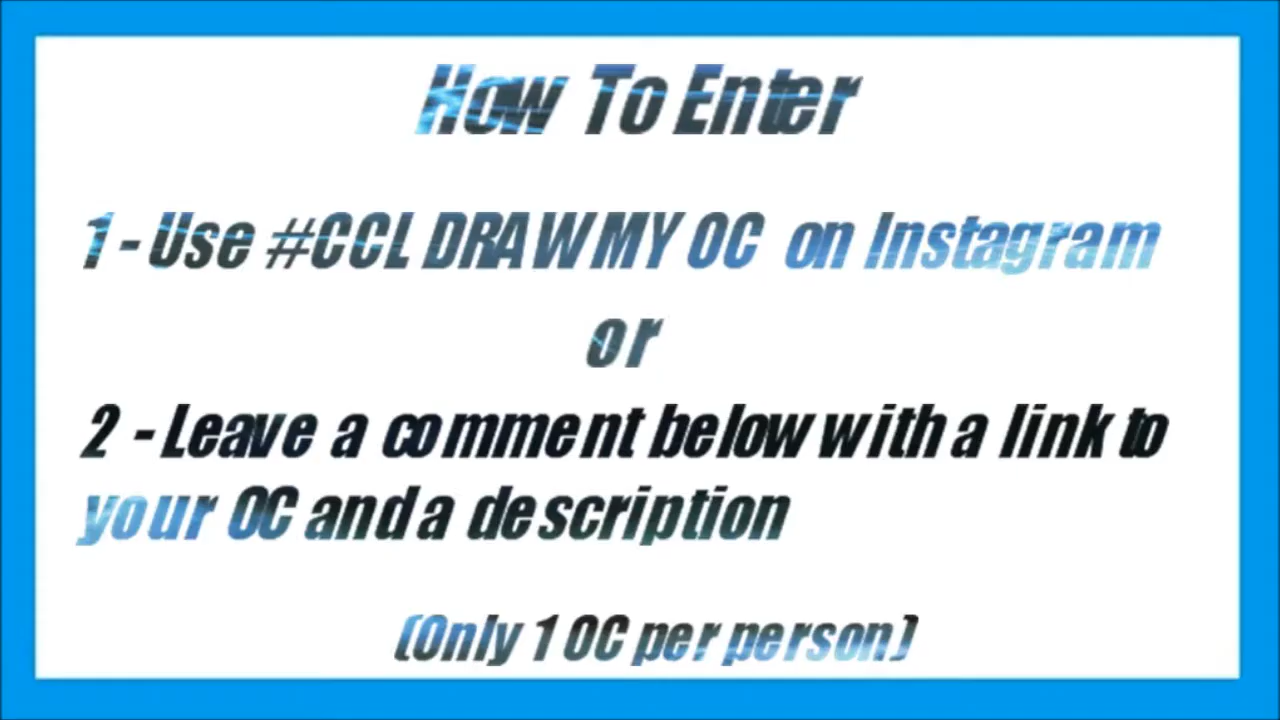 How To Enter
1 - Use #CCL DRAW MY OC on Instagram
or
2 - Leave a comment below with a link to
your OC and a description
(Only 1 OC per person)